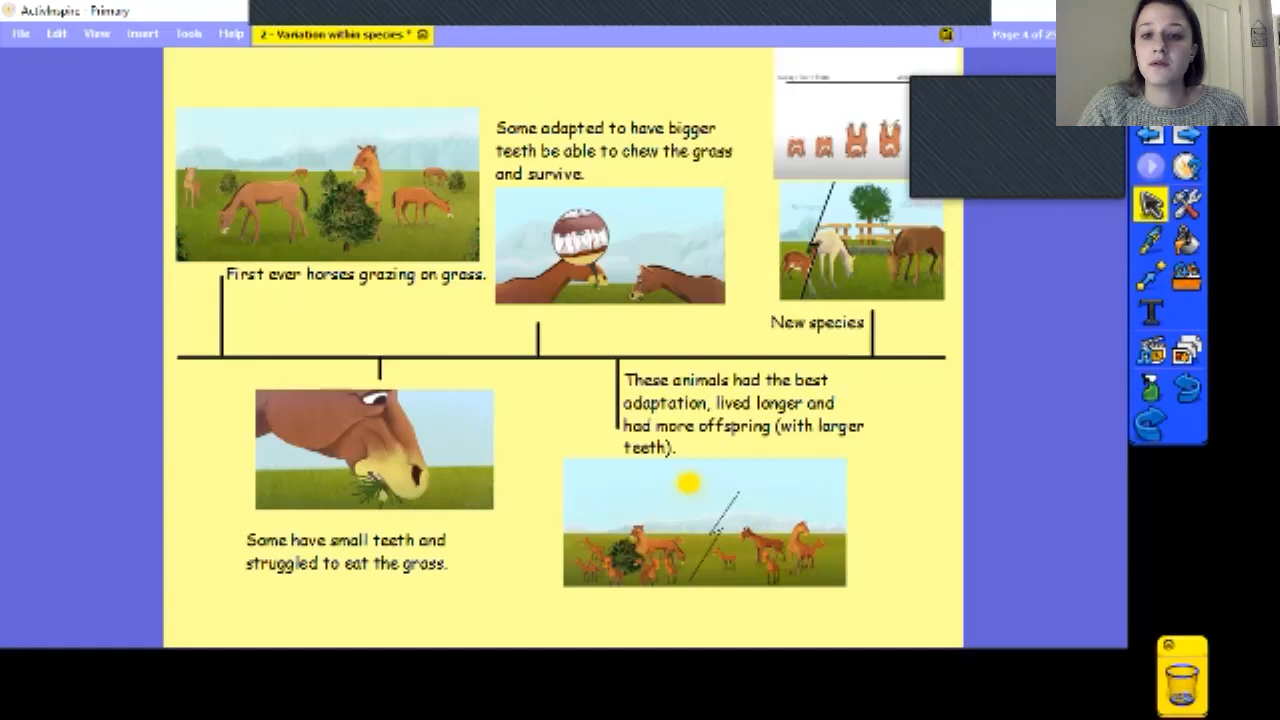 ActivInspire - Primary
File Edit View Insert Tools Help 2 - Variation within species *
Page 4 of
Some adapted to have bigger
teeth be able to chew the grass
and survive.
First ever horses grazing on grass.
New species
These animals had the best
adaptation, lived longer and
had more offspring (with larger
teeth).
Some have small teeth and
struggled to eat the grass.